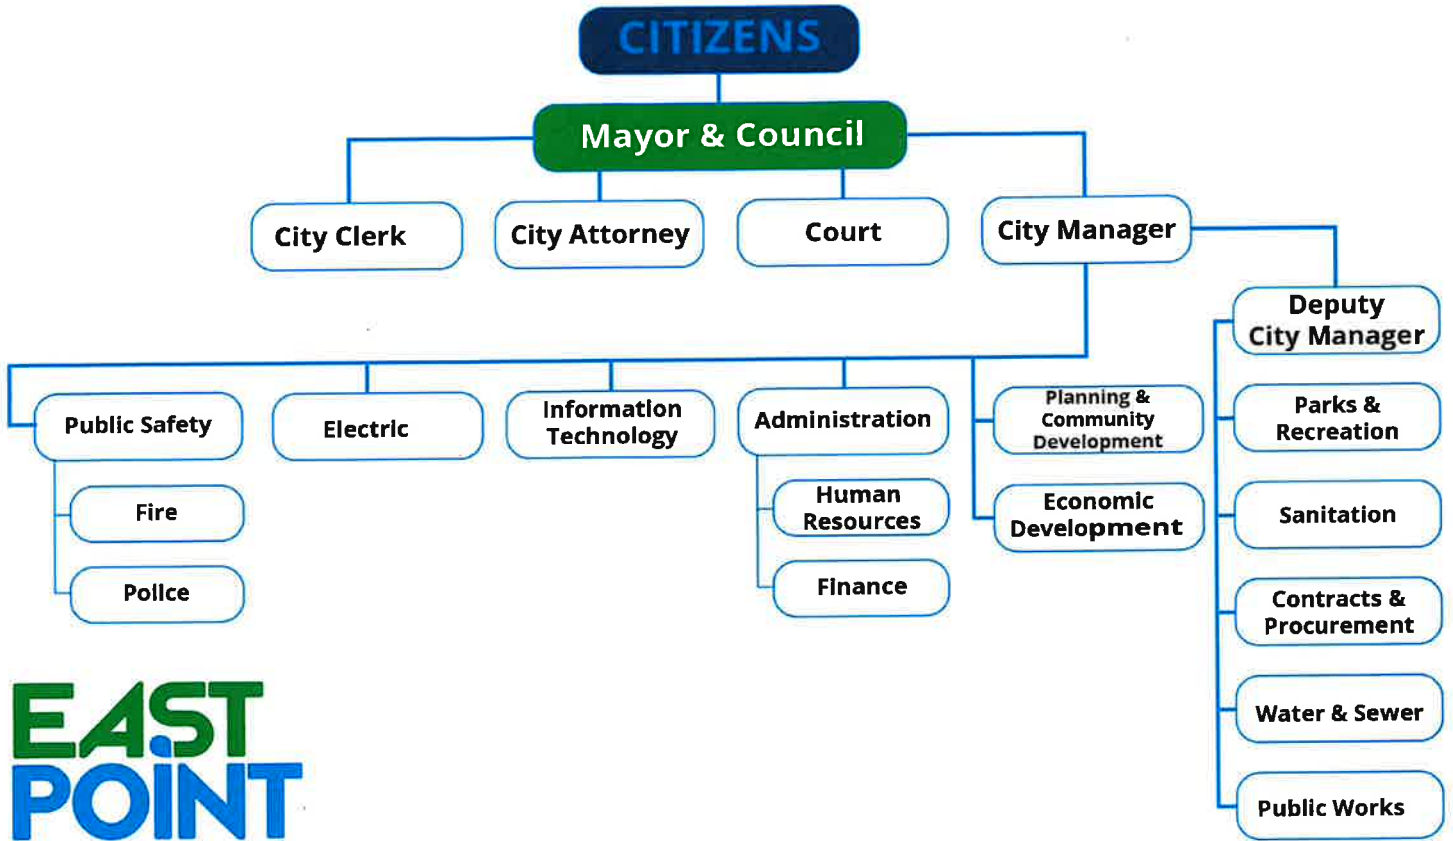 CITIZENS
Mayor & Council
City Clerk
City Attorney
Court
City Manager
Deputy
City Manager
Public Safety
Fire
Police
Electric
Information
Technology
Administration
Human
Resources
Finance
Planning &
Community
Development
Economic
Development
Parks &
Recreation
Sanitation
Contracts &
Procurement
Water & Sewer
Public Works
EAST
POINT